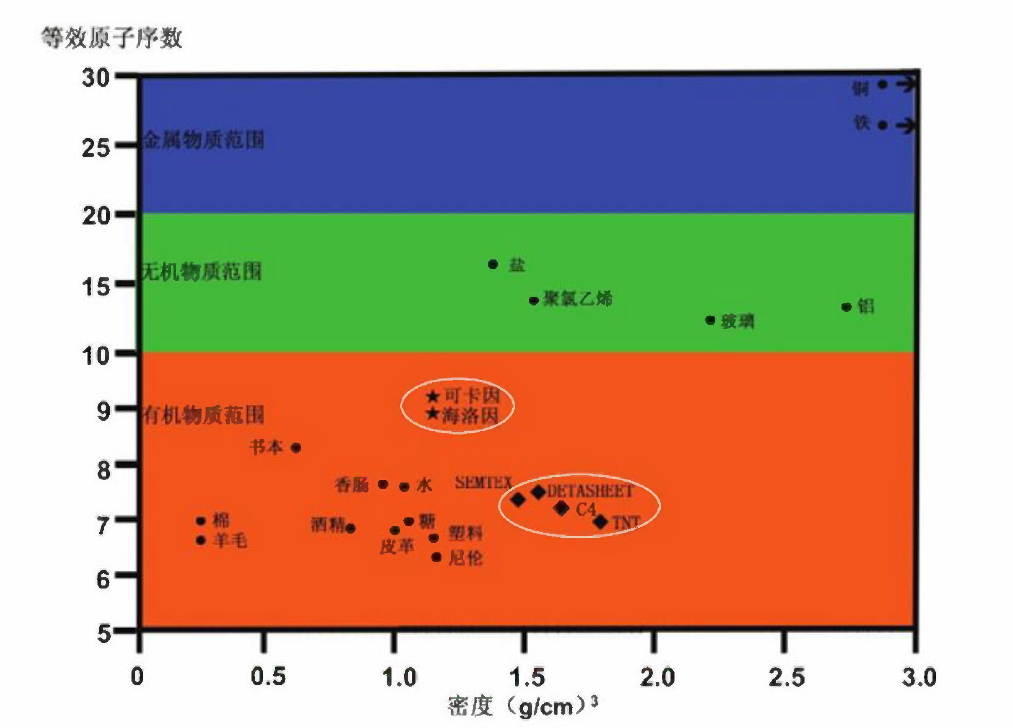 等效原子序数
30
铜
铁
金属物质范围
25
20
盐
无机物质范围
15
聚氯乙烯
铝
玻璃
10
可卡因
9
有机物质范围
海洛因
书本
8
香肠 水 SEMTEX
DETASHEET
C4
7
棉 酒精 糖 TNT
塑料
羊毛 皮革
尼伦
6
5
0 0.5 1.0 1.5 2.0 2.5 3.0
密度（g/cm）³